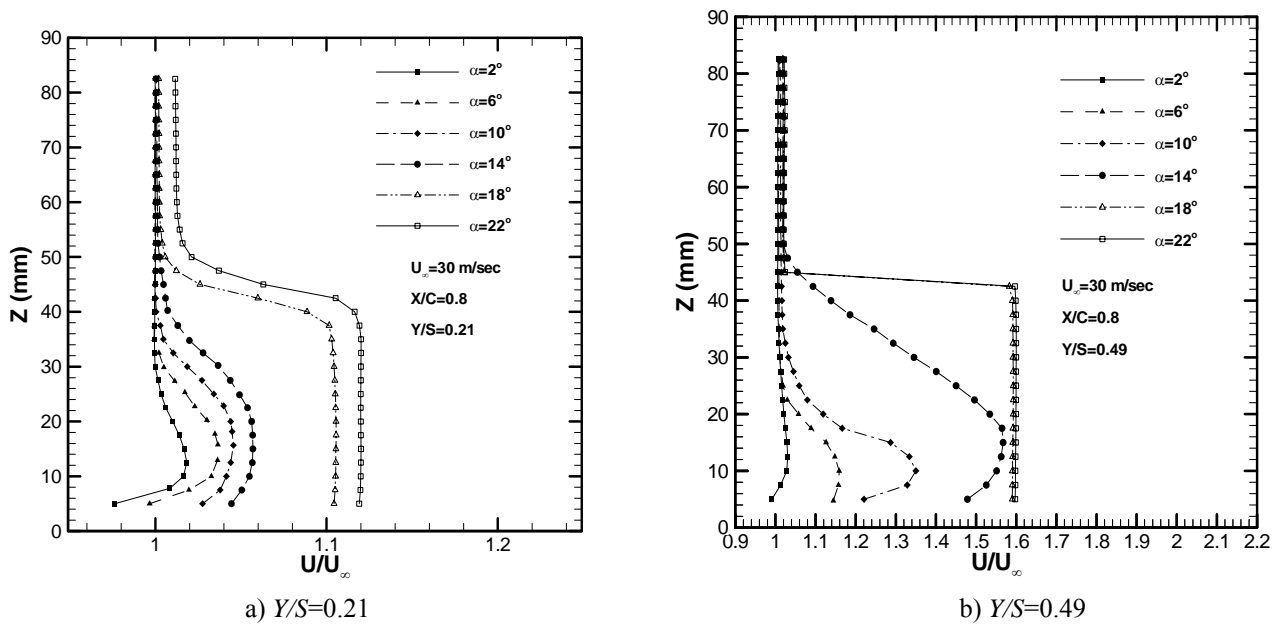 90
80
70
60
50
40
30
20
10
0
Z (mm)
1
1.1
1.2
U/U∞
α=2°
α=6°
α=10°
α=14°
α=18°
α=22°
U∞=30 m/sec
X/C=0.8
Y/S=0.21
a) Y/S=0.21
90
80
70
60
50
40
30
20
10
0
Z (mm)
0.9
1
1.1
1.2
1.3
1.4
1.5
1.6
1.7
1.8
1.9
2
2.1
2.2
U/U∞
α=2°
α=6°
α=10°
α=14°
α=18°
α=22°
U∞=30 m/sec
X/C=0.8
Y/S=0.49
b) Y/S=0.49